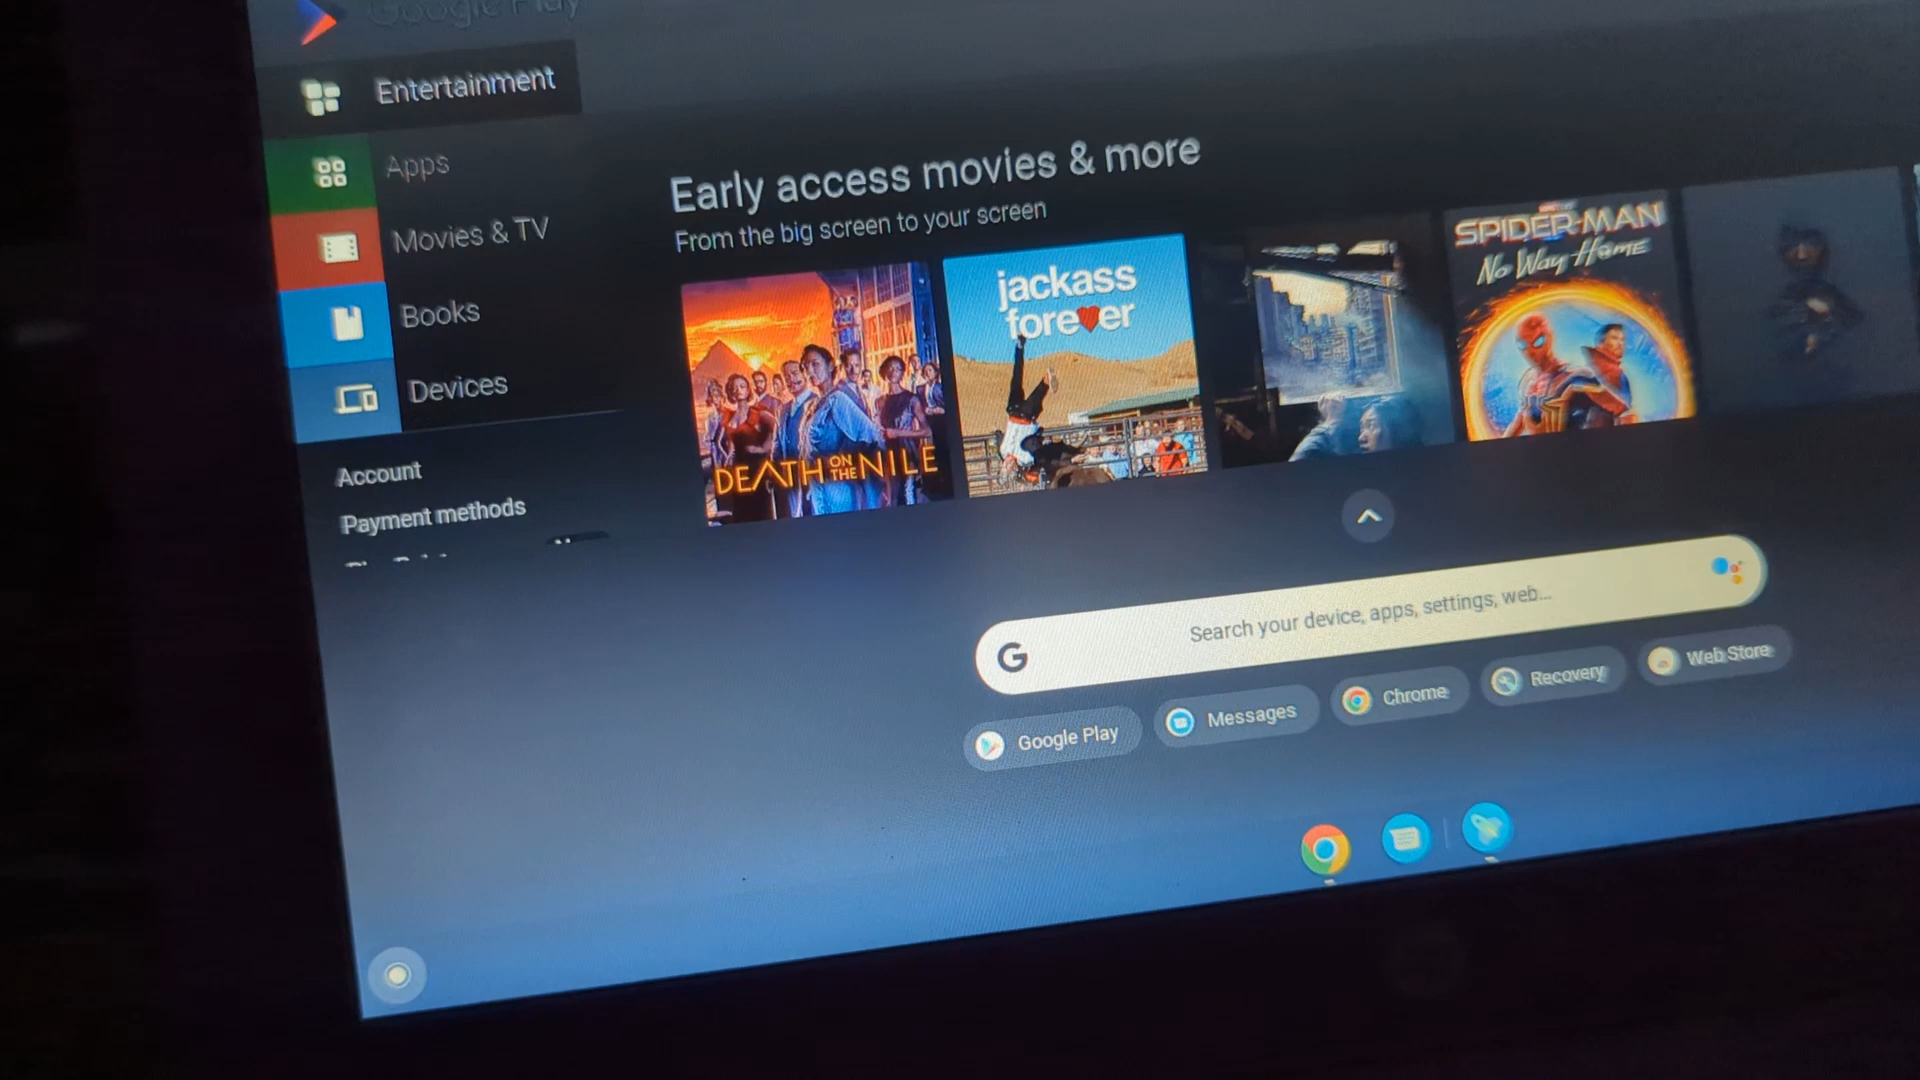 Google Play
Entertainment
Apps
Movies & TV
Books
Devices
Account
Payment methods
Early access movies & more
From the big screen to your screen
DEATH ON THE NILE
jackass
forever
SPIDER-MAN
No Way Home
G
Search your device, apps, settings, web...
Google Play
Messages
Chrome
Recovery
Web Store